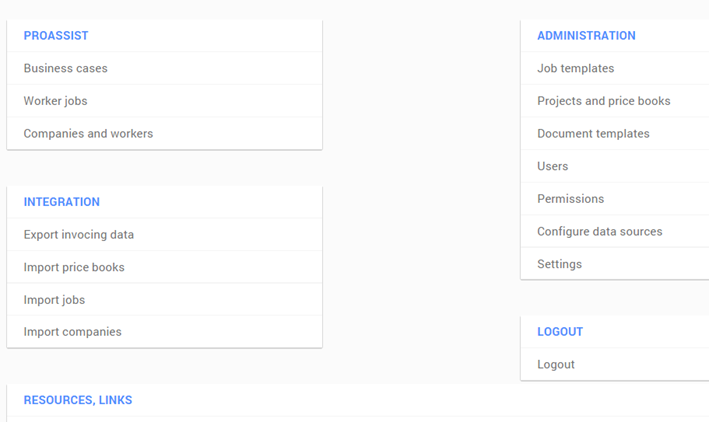 PROASSIST
Business cases
Worker jobs
Companies and workers
INTEGRATION
Export invocing data
Import price books
Import jobs
Import companies
ADMINISTRATION
Job templates
Projects and price books
Document templates
Users
Permissions
Configure data sources
Settings
LOGOUT
Logout
RESOURCES, LINKS